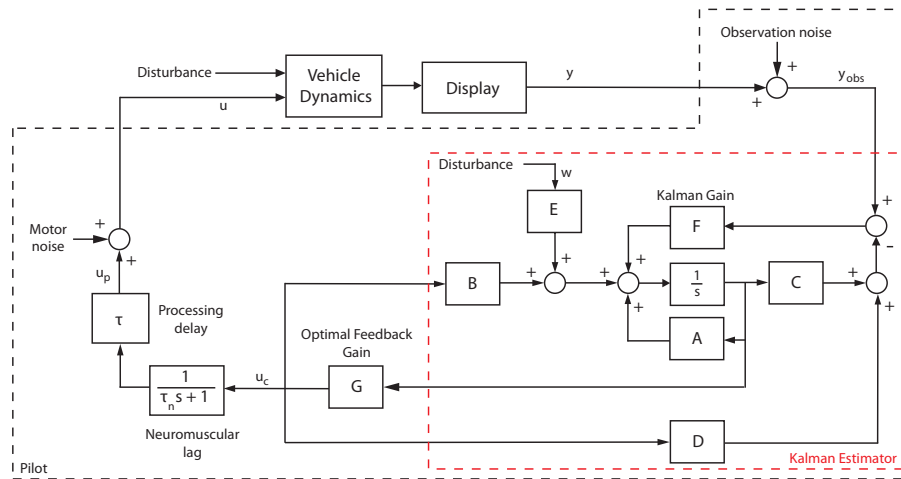 Observation noise
+
Disturbance
Vehicle
Dynamics
Display
y
+
y_obs
u
Disturbance
w
Kalman Gain
E
F
+
-
Motor
noise
+
+
u_p
B
+
+
+
+
+
1
s
C
+
+
τ
Processing
delay
A
Optimal Feedback
Gain
u_c
G
1
τ_n s + 1
Neuromuscular
lag
D
Pilot
Kalman Estimator